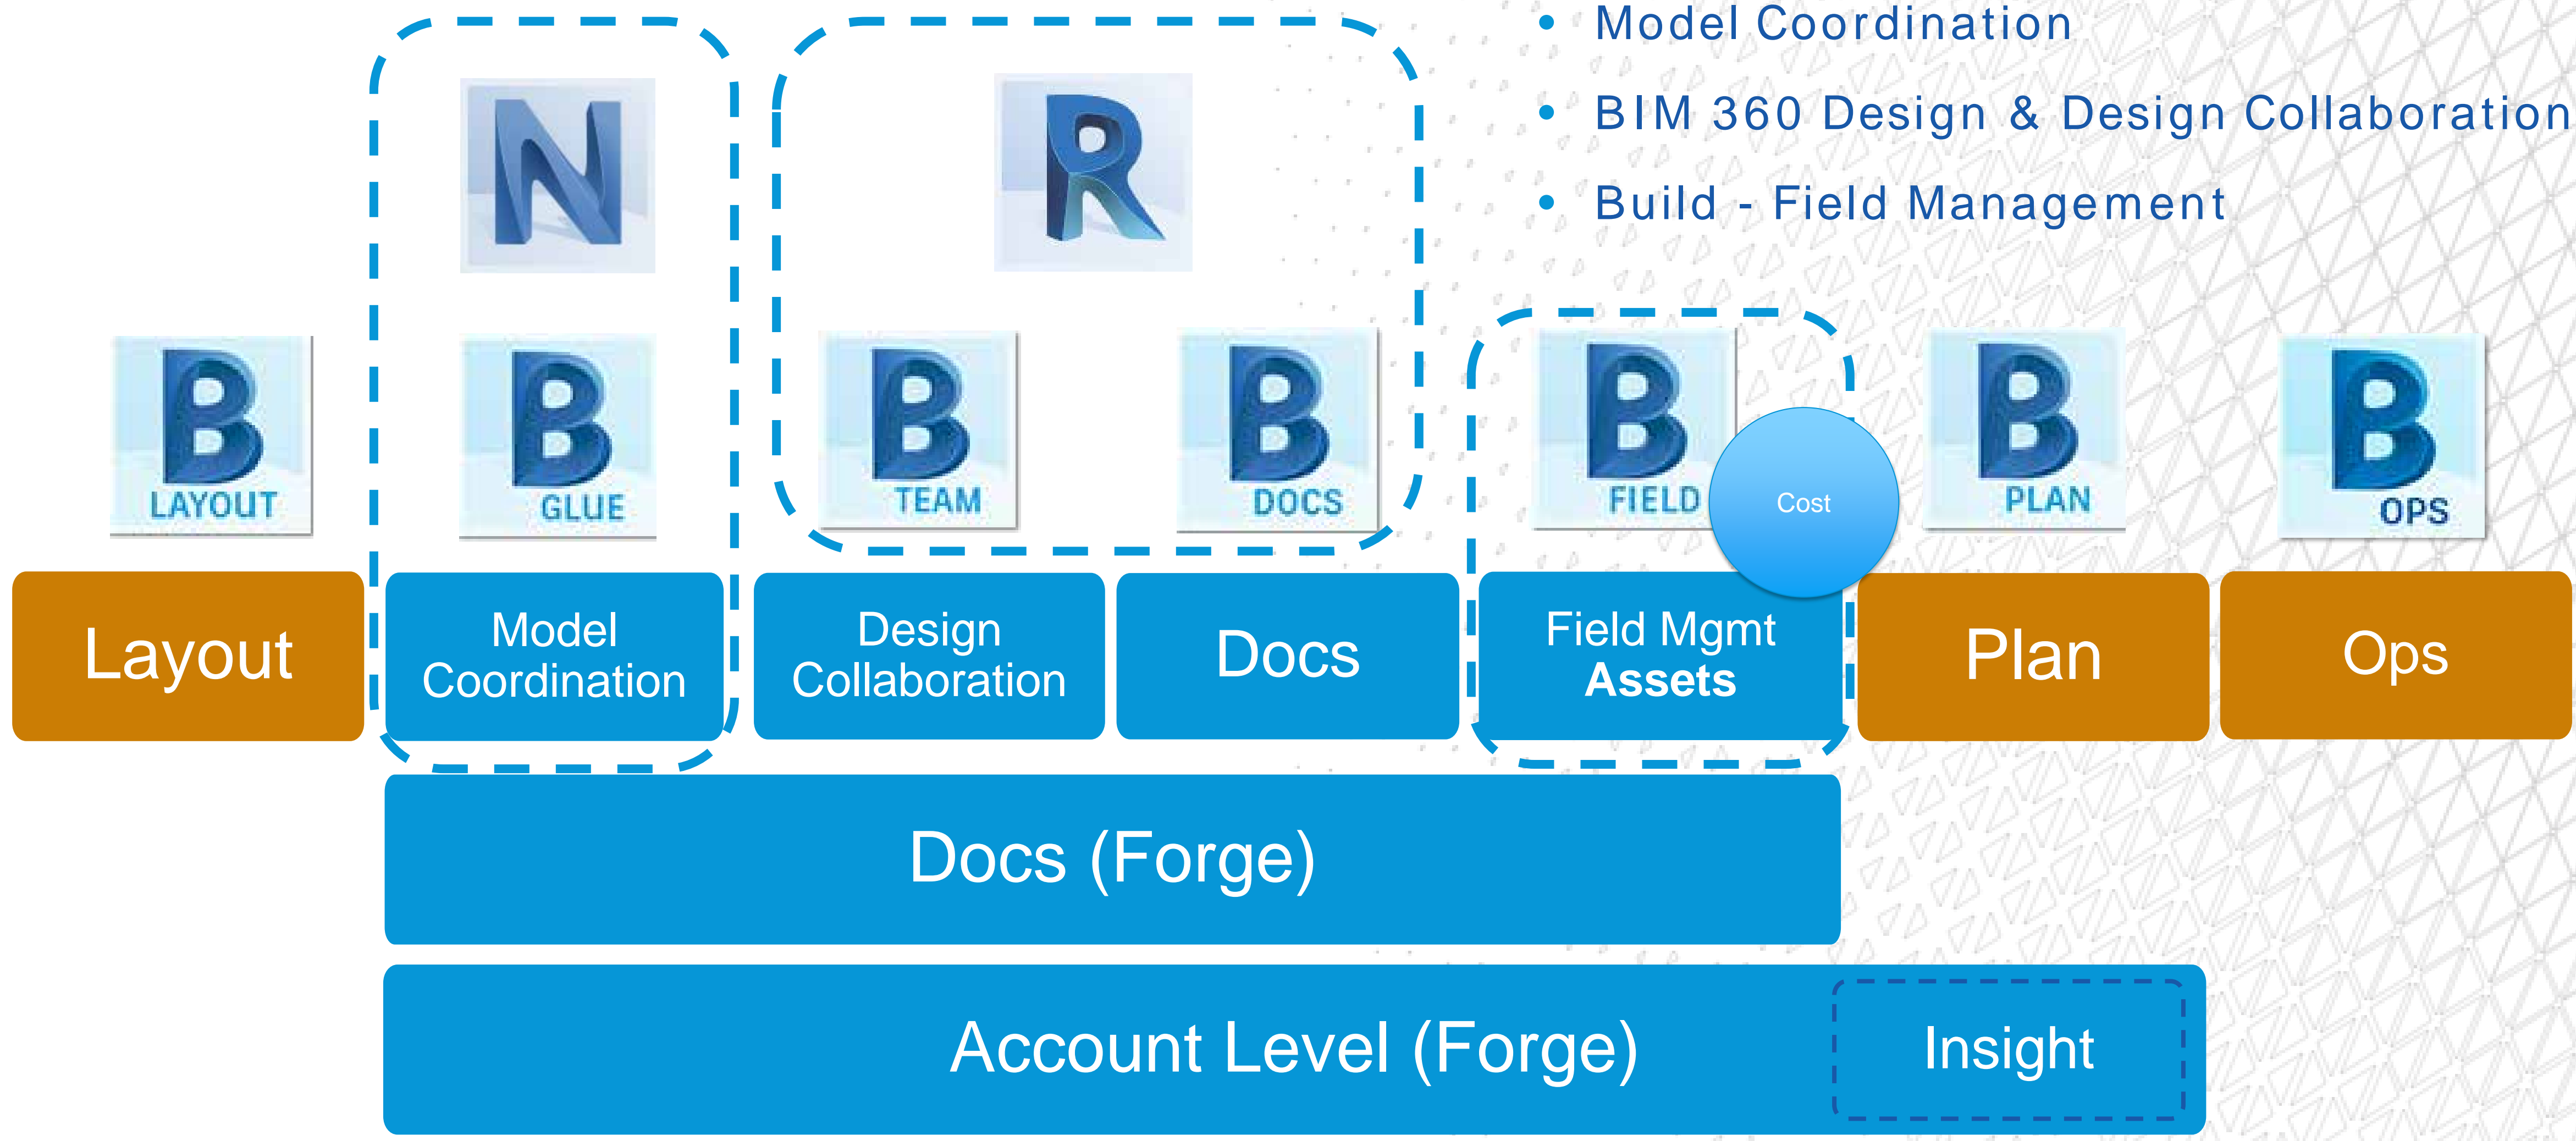 • Model Coordination
• BIM 360 Design & Design Collaboration
• Build - Field Management
N
R
B
LAYOUT
B
GLUE
B
TEAM
B
DOCS
B
FIELD
Cost
B
PLAN
B
OPS
Layout
Model
Coordination
Design
Collaboration
Docs
Field Mgmt
Assets
Plan
Ops
Docs (Forge)
Account Level (Forge)
Insight